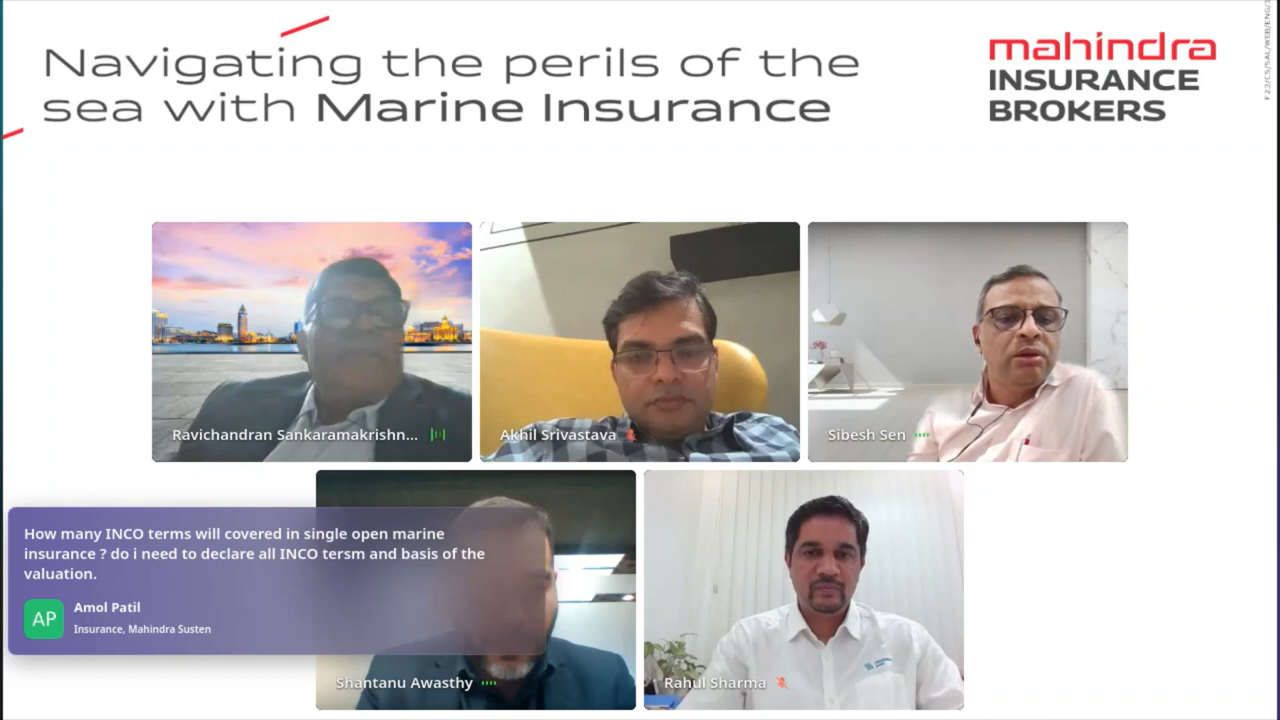 Navigating the perils of the
sea with Marine Insurance
mahindra
INSURANCE
BROKERS
Ravichandran Sankaramakrishn...
Akhil Srivastava
Sibesh Sen
How many INCO terms will covered in single open marine
insurance ? do i need to declare all INCO tersm and basis of the
valuation.
AP
Amol Patil
Insurance, Mahindra Susten
Shantanu Awasthy
Rahul Sharma